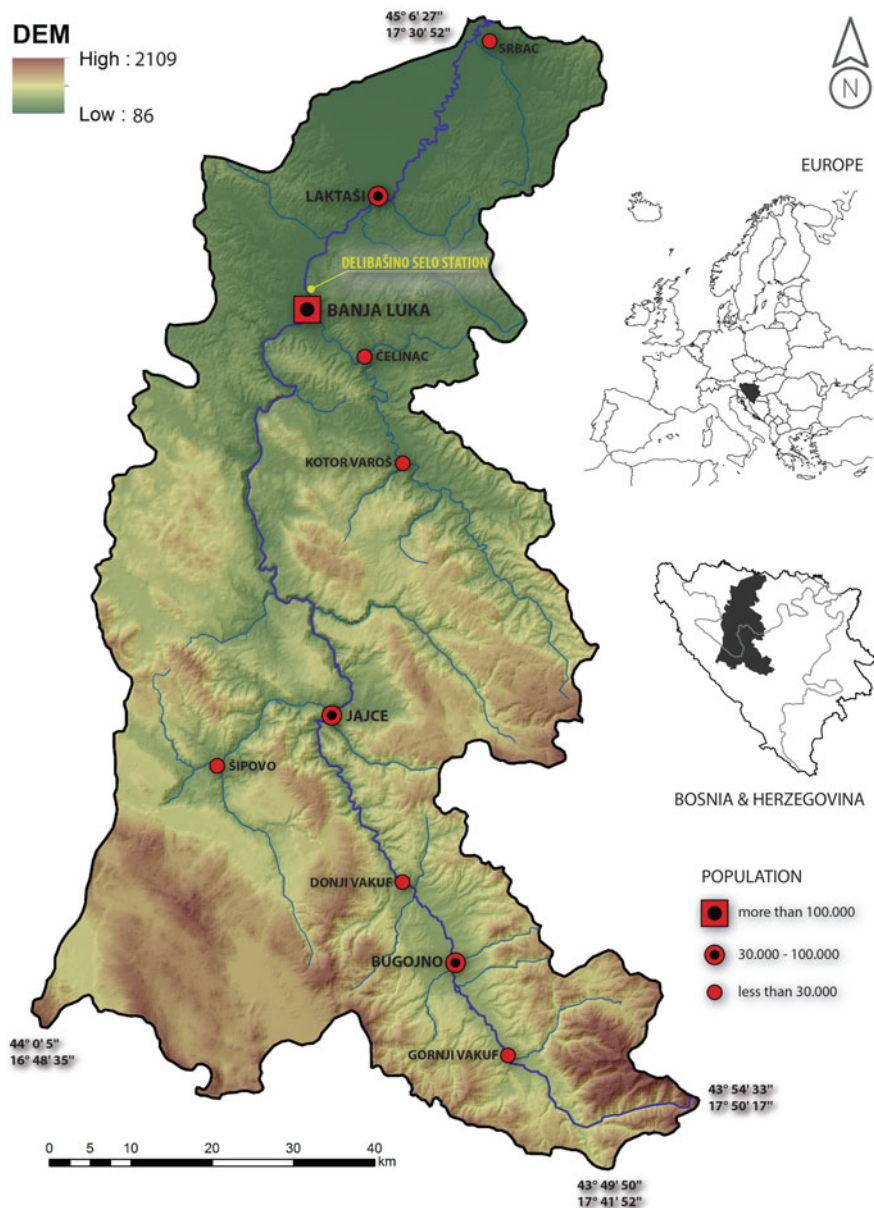 DEM
High : 2109
Low : 86
45° 6' 27"
17° 30' 52"
SRBAC
N
EUROPE
LAKTAŠI
DELIBAŠINO SELO STATION
BANJA LUKA
ČELINAC
KOTOR VAROŠ
JAJCE
ŠIPOVO
BOSNIA & HERZEGOVINA
DONJI VAKUF
BUGOJNO
GORNJI VAKUF
POPULATION
more than 100.000
30.000 - 100.000
less than 30.000
44° 0' 5"
16° 48' 35"
43° 54' 33"
17° 50' 17"
0 5 10 20 30 40
km
43° 49' 50"
17° 41' 52"